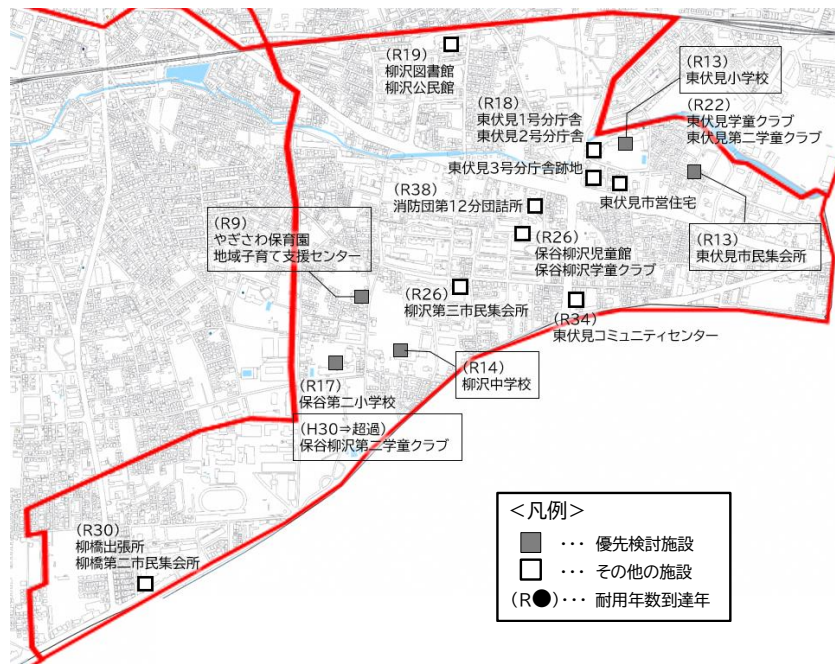 (R19)
柳沢図書館
柳沢公民館
(R13)
東伏見小学校
(R18)
東伏見1号分庁舎
東伏見2号分庁舎
(R22)
東伏見学童クラブ
東伏見第二学童クラブ
東伏見3号分庁舎跡地
(R38)
消防団第12分団詰所
東伏見市営住宅
(R9)
やぎさわ保育園
地域子育て支援センター
(R26)
保谷柳沢児童館
保谷柳沢学童クラブ
(R13)
東伏見市民集会所
(R26)
柳沢第三市民集会所
(R34)
東伏見コミュニティセンター
(R14)
柳沢中学校
(R17)
保谷第二小学校
(H30⇒超過)
保谷柳沢第二学童クラブ
(R30)
柳橋出張所
柳橋第二市民集会所
<凡例>
･･･ 優先検討施設
･･･ その他の施設
(R●)･･･ 耐用年数到達年